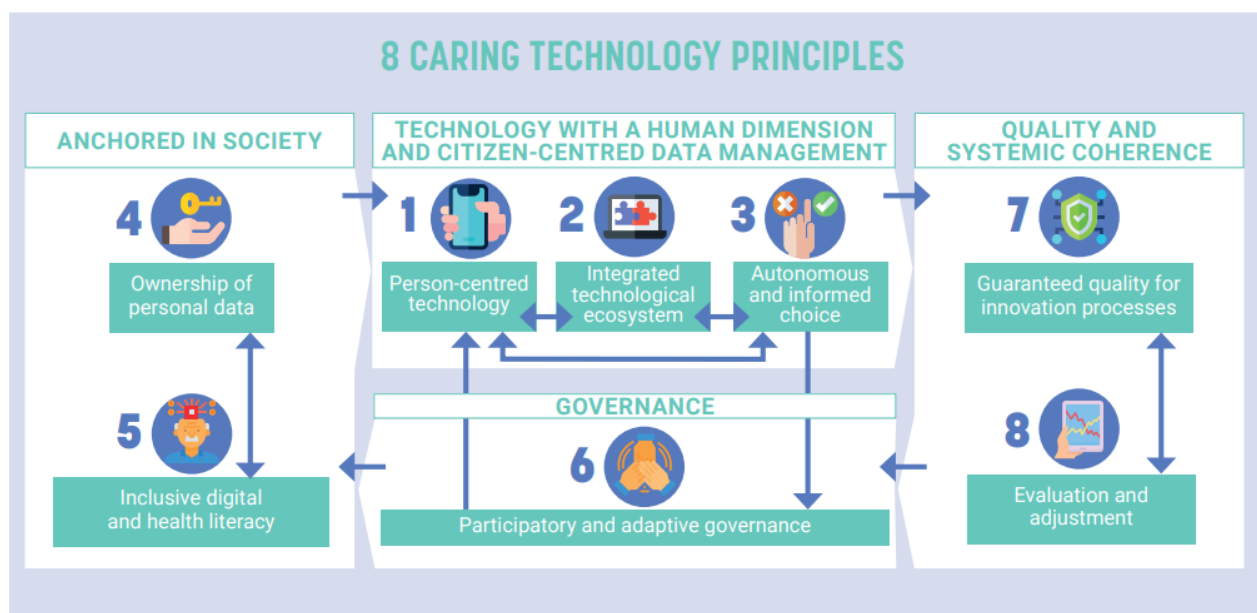 8 CARING TECHNOLOGY PRINCIPLES
ANCHORED IN SOCIETY
4
Ownership of
personal data
5
Inclusive digital
and health literacy
TECHNOLOGY WITH A HUMAN DIMENSION
AND CITIZEN-CENTRED DATA MANAGEMENT
1
Person-centred
technology
2
Integrated
technological
ecosystem
3
Autonomous
and informed
choice
GOVERNANCE
6
Participatory and adaptive governance
QUALITY AND
SYSTEMIC COHERENCE
7
Guaranteed quality for
innovation processes
8
Evaluation and
adjustment